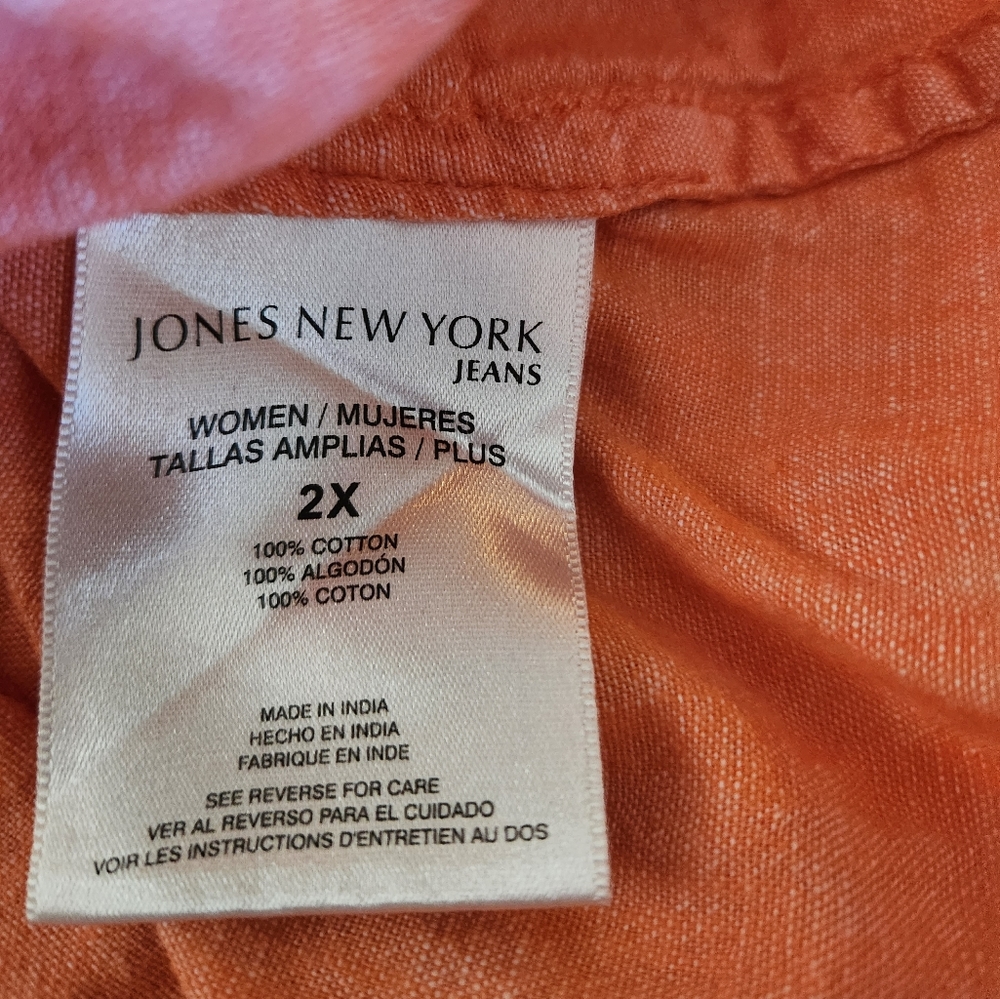 JONES NEW YORK
JEANS
WOMEN / MUJERES
TALLAS AMPLIAS / PLUS
2X
100% COTTON
100% ALGODÓN
100% COTON
MADE IN INDIA
HECHO EN INDIA
FABRIQUE EN INDE
SEE REVERSE FOR CARE
VER AL REVERSO PARA EL CUIDADO
VOIR LES INSTRUCTIONS D'ENTRETIEN AU DOS